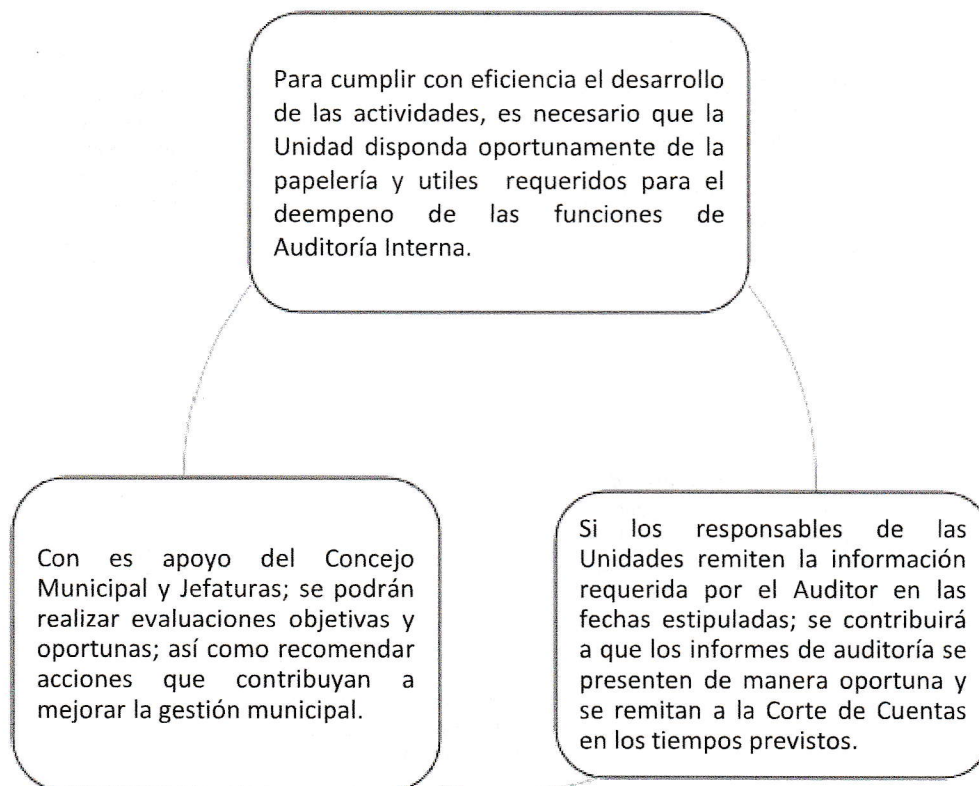 Para cumplir con eficiencia el desarrollo
de las actividades, es necesario que la
Unidad disponda oportunamente de la
papelería y utiles requeridos para el
deempeno de las funciones de
Auditoría Interna.
Con es apoyo del Concejo
Municipal y Jefaturas; se podrán
realizar evaluaciones objetivas y
oportunas; así como recomendar
acciones que contribuyan a
mejorar la gestión municipal.
Si los responsables de las
Unidades remiten la información
requerida por el Auditor en las
fechas estipuladas; se contribuirá
a que los informes de auditoría se
presenten de manera oportuna y
se remitan a la Corte de Cuentas
en los tiempos previstos.